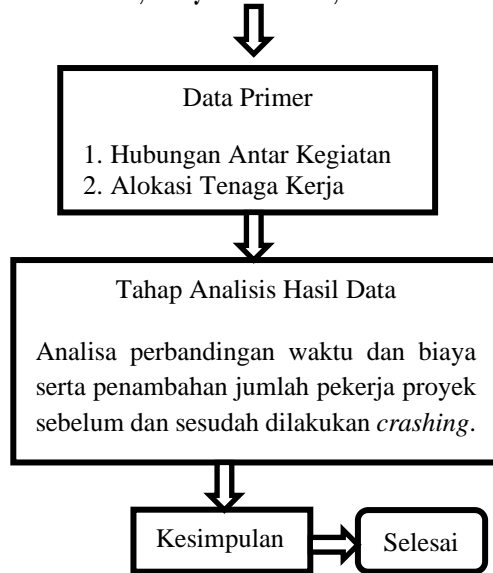 Data Primer
1. Hubungan Antar Kegiatan
2. Alokasi Tenaga Kerja
Tahap Analisis Hasil Data
Analisa perbandingan waktu dan biaya
serta penambahan jumlah pekerja proyek
sebelum dan sesudah dilakukan crashing.
Kesimpulan
Selesai